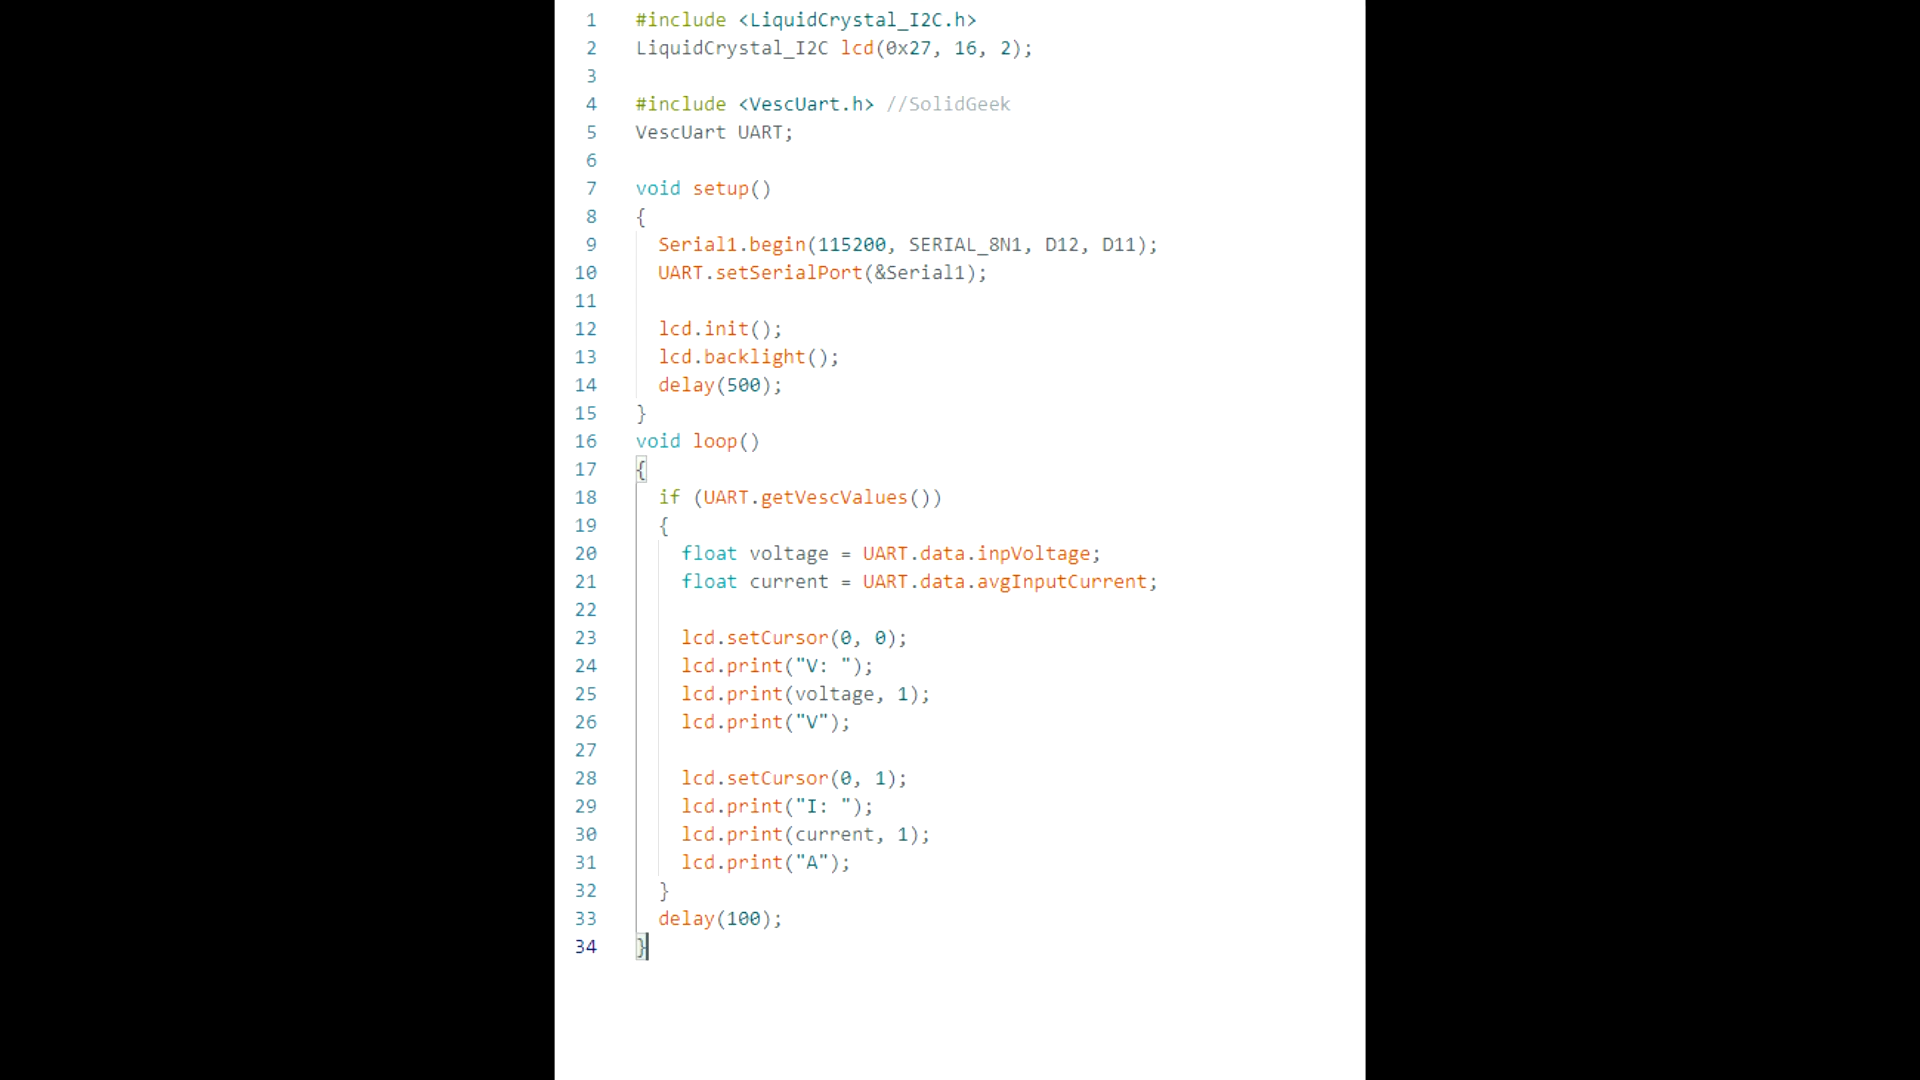 1 #include <LiquidCrystal_I2C.h>
2 LiquidCrystal_I2C lcd(0x27, 16, 2);
3
4 #include <VescUart.h> //SolidGeek
5 VescUart UART;
6
7 void setup()
8 {
9 Serial1.begin(115200, SERIAL_8N1, D12, D11);
10 UART.setSerialPort(&Serial1);
11
12 lcd.init();
13 lcd.backlight();
14 delay(500);
15 }
16 void loop()
17 {
18 if (UART.getVescValues())
19 {
20 float voltage = UART.data.inpVoltage;
21 float current = UART.data.avgInputCurrent;
22
23 lcd.setCursor(0, 0);
24 lcd.print("V: ");
25 lcd.print(voltage, 1);
26 lcd.print("V");
27
28 lcd.setCursor(0, 1);
29 lcd.print("I: ");
30 lcd.print(current, 1);
31 lcd.print("A");
32 }
33 delay(100);
34 }